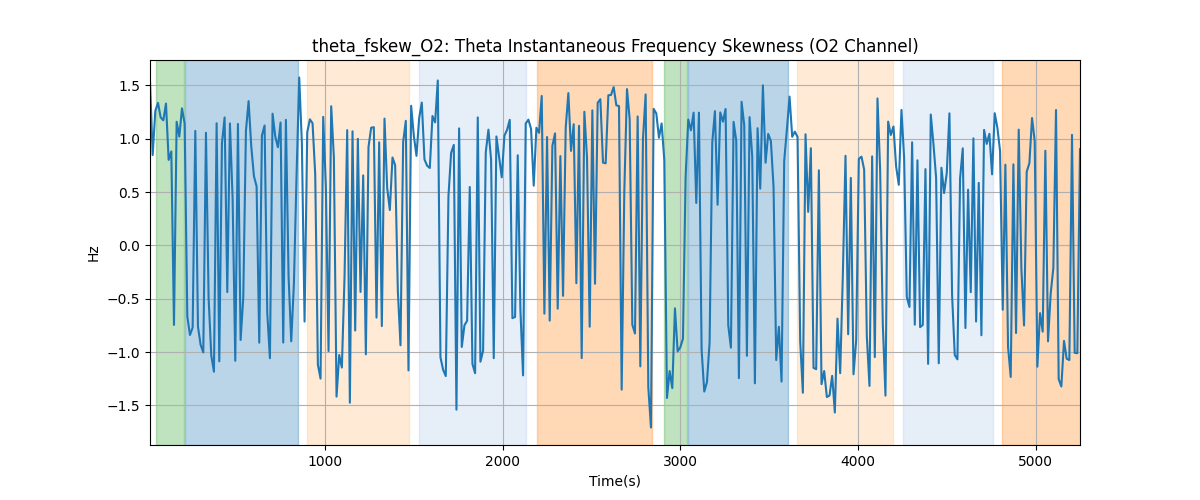 theta_fskew_O2: Theta Instantaneous Frequency Skewness (O2 Channel)
1.5
1.0
0.5
0.0
−0.5
−1.0
−1.5
Hz
1000 2000 3000 4000 5000
Time(s)